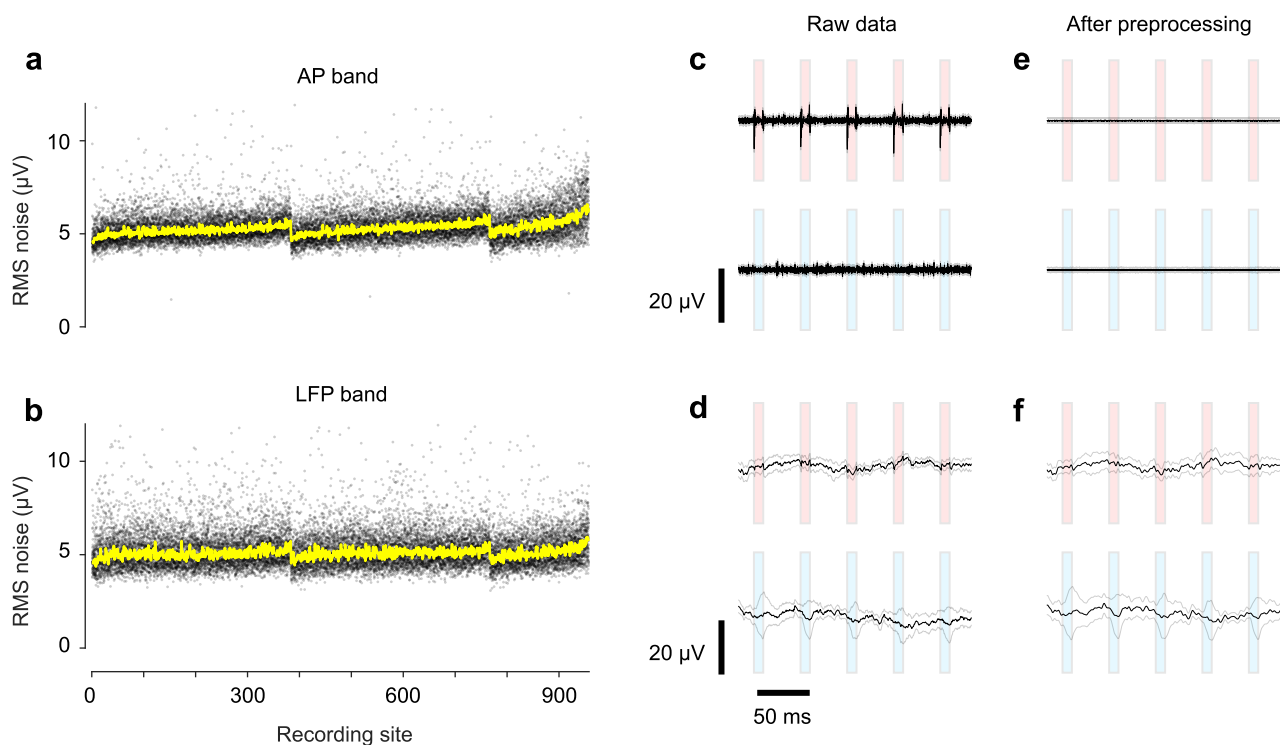 a
AP band
10
5
0
RMS noise (µV)
b
LFP band
10
5
0
RMS noise (µV)
0
300
600
900
Recording site
Raw data
After preprocessing
c
e
20 µV
d
f
20 µV
50 ms